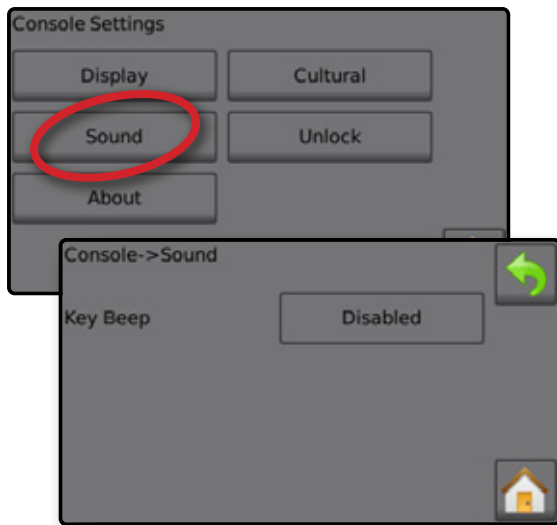 Console Settings
Display Cultural
Sound Unlock
About
Console->Sound
Key Beep Disabled